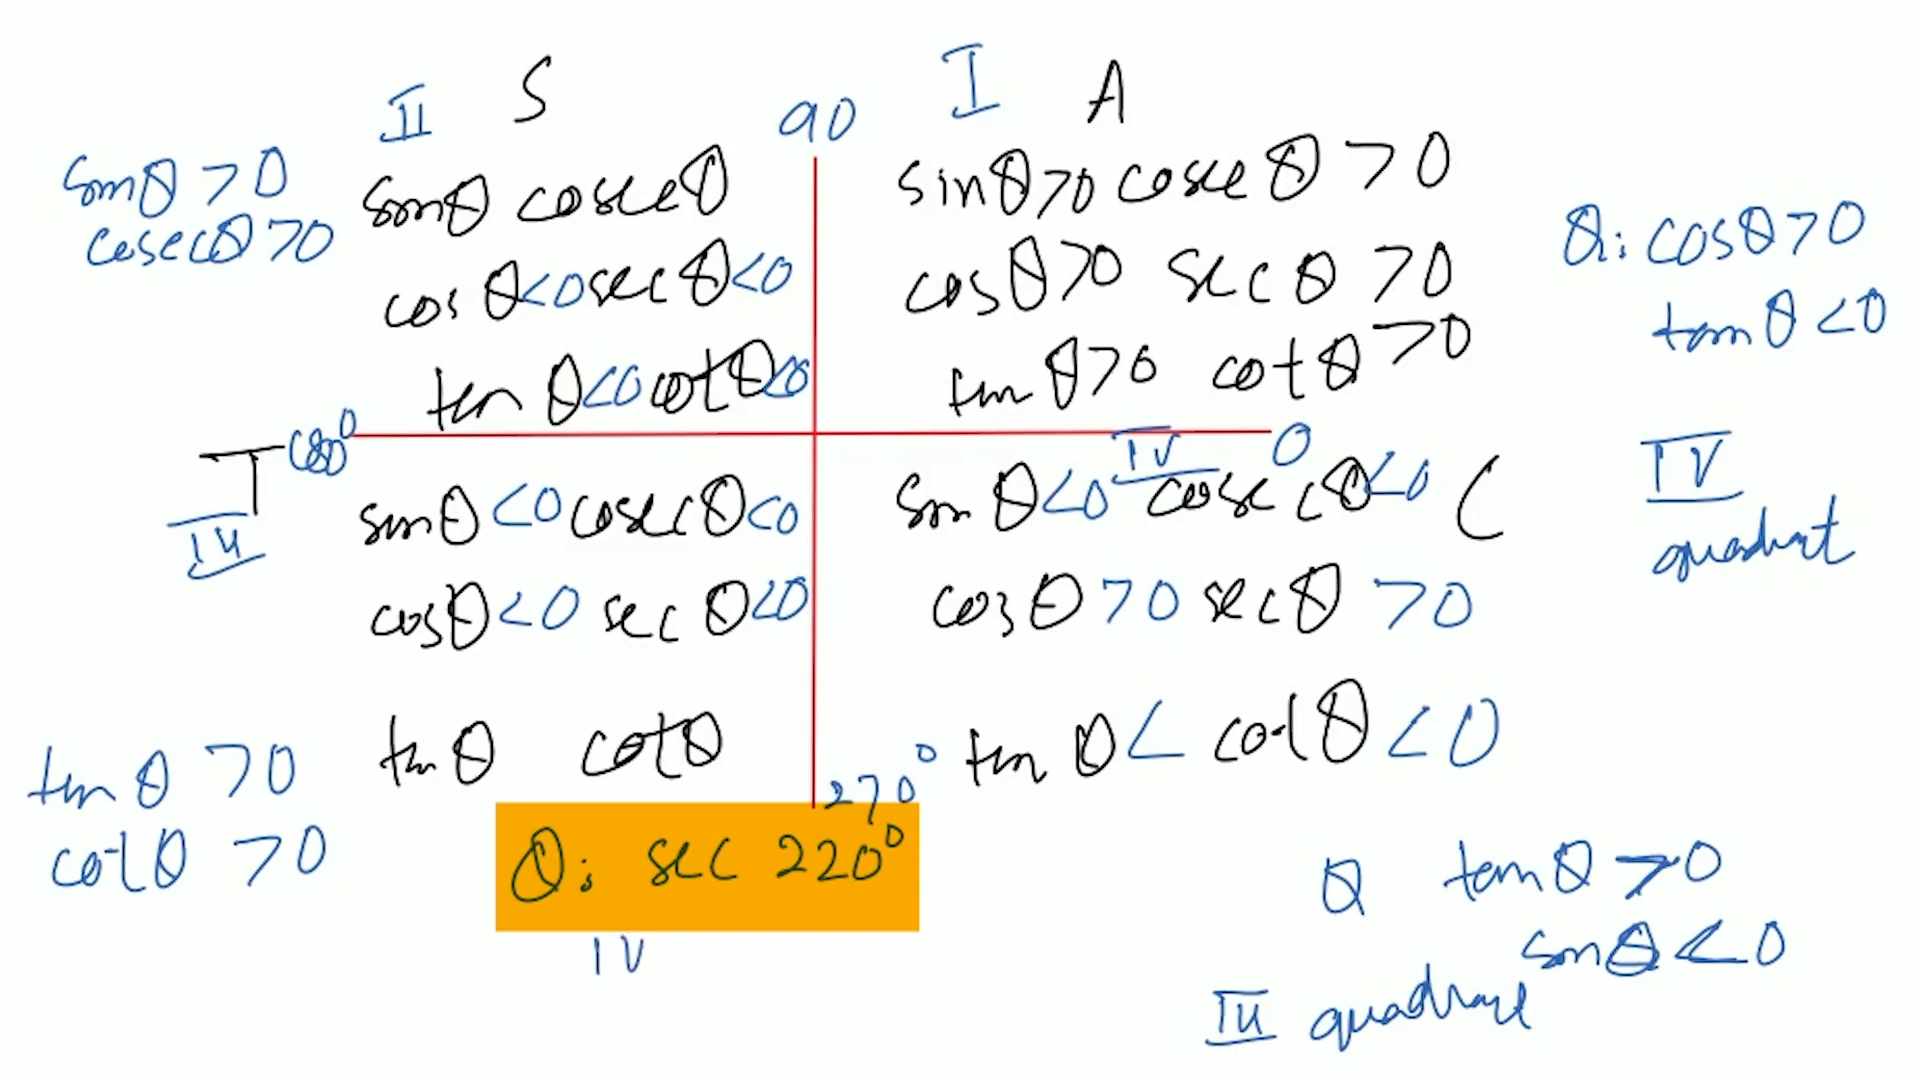 II S 90 I A
sinθ >0
cosecθ >0
sinθ cosecθ
cosθ<0 secθ<0
tanθ<0 cotθ<0
sinθ>0 cosecθ >0
cosθ>0 secθ >0
tanθ>0 cotθ >0
Q: cosθ>0
tanθ <0
IV
quadrant
T 180° 0
III
sinθ <0 cosecθ<0
cosθ<0 secθ<0
tanθ cotθ
IV
sinθ<0 cosecθ<0 C
cosθ >0 secθ >0
tanθ < cotθ <0
tanθ >0
cotθ >0
270°
Q: sec 220°
IV
Q tanθ >0
sinθ <0
III quadrant